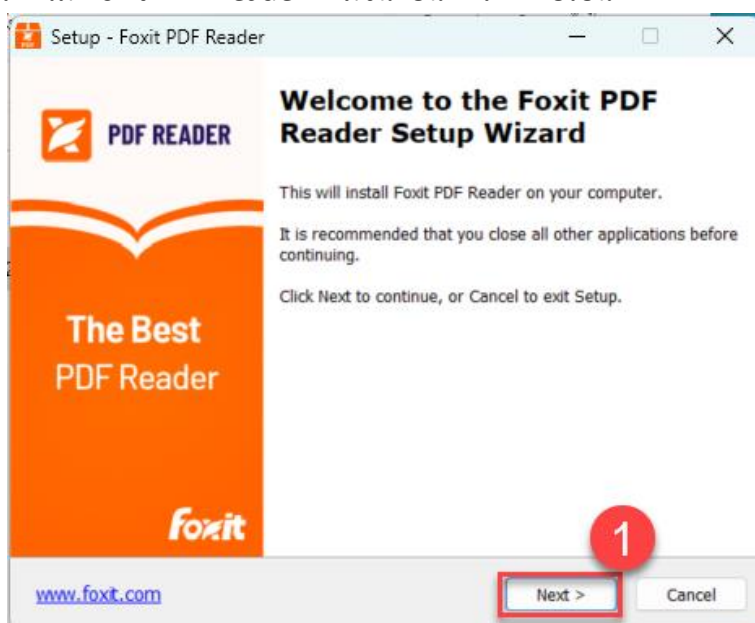 Setup - Foxit PDF Reader
PDF READER
Welcome to the Foxit PDF
Reader Setup Wizard
This will install Foxit PDF Reader on your computer.
It is recommended that you close all other applications before
continuing.
Click Next to continue, or Cancel to exit Setup.
The Best
PDF Reader
foxit
1
www.foxit.com
Next >
Cancel